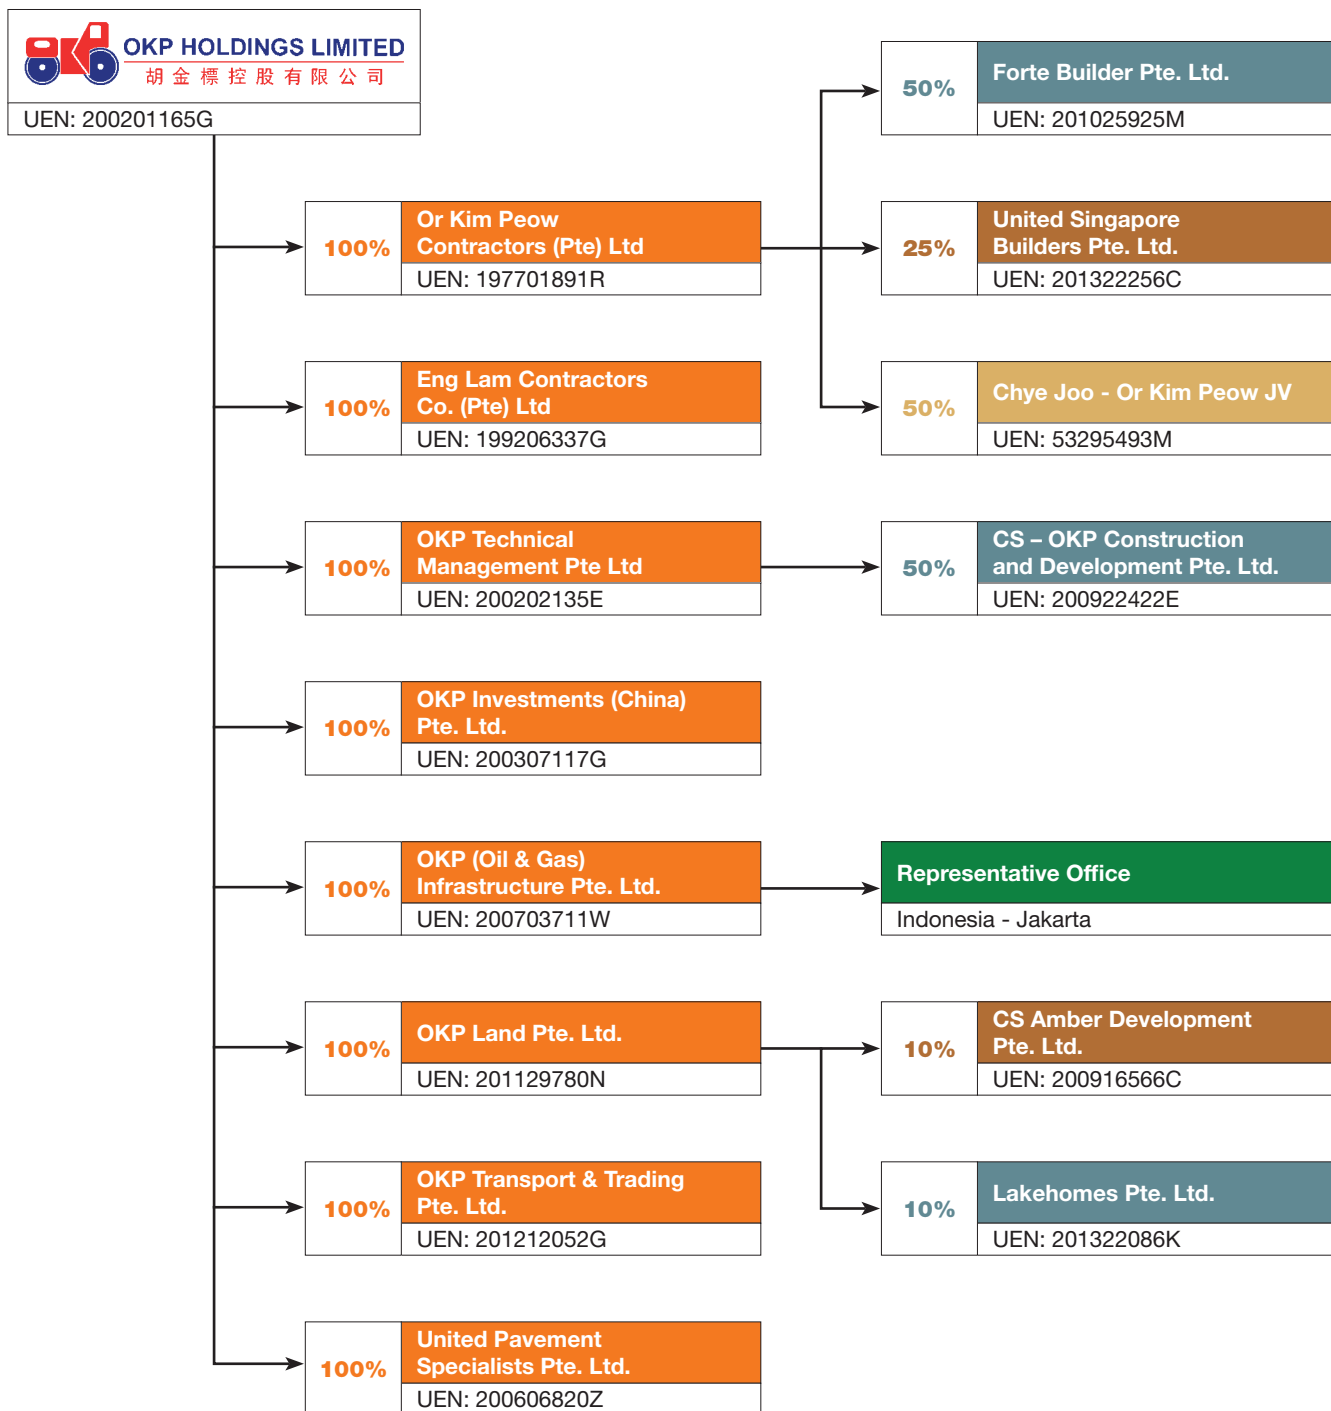 OKP HOLDINGS LIMITED
胡金標控股有限公司
UEN: 200201165G
100%
Or Kim Peow
Contractors (Pte) Ltd
UEN: 197701891R
50%
Forte Builder Pte. Ltd.
UEN: 201025925M
25%
United Singapore
Builders Pte. Ltd.
UEN: 201322256C
50%
Chye Joo - Or Kim Peow JV
UEN: 53295493M
100%
Eng Lam Contractors
Co. (Pte) Ltd
UEN: 199206337G
100%
OKP Technical
Management Pte Ltd
UEN: 200202135E
50%
CS – OKP Construction
and Development Pte. Ltd.
UEN: 200922422E
100%
OKP Investments (China)
Pte. Ltd.
UEN: 200307117G
100%
OKP (Oil & Gas)
Infrastructure Pte. Ltd.
UEN: 200703711W
Representative Office
Indonesia - Jakarta
100%
OKP Land Pte. Ltd.
UEN: 201129780N
10%
CS Amber Development
Pte. Ltd.
UEN: 200916566C
10%
Lakehomes Pte. Ltd.
UEN: 201322086K
100%
OKP Transport & Trading
Pte. Ltd.
UEN: 201212052G
100%
United Pavement
Specialists Pte. Ltd.
UEN: 200606820Z